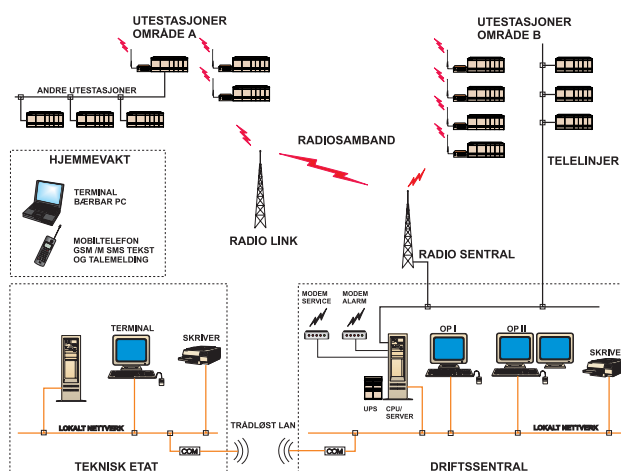 UTESTASJONER
OMRÅDE A
UTESTASJONER
OMRÅDE B
ANDRE UTESTASJONER
RADIOSAMBAND
HJEMMEVAKT
TERMINAL
BÆRBAR PC
MOBILTELEFON
GSM /M SMS TEKST
OG TALEMELDING
TELELINJER
RADIO LINK
RADIO SENTRAL
TERMINAL
SKRIVER
LOKALT NETTVERK
COM
TEKNISK ETAT
TRÅDLØST LAN
MODEM
SERVICE
MODEM
ALARM
OP I
OP II
SKRIVE
UPS
CPU/
SERVER
LOKALT NETTVERK
COM
DRIFTSSENTRAL